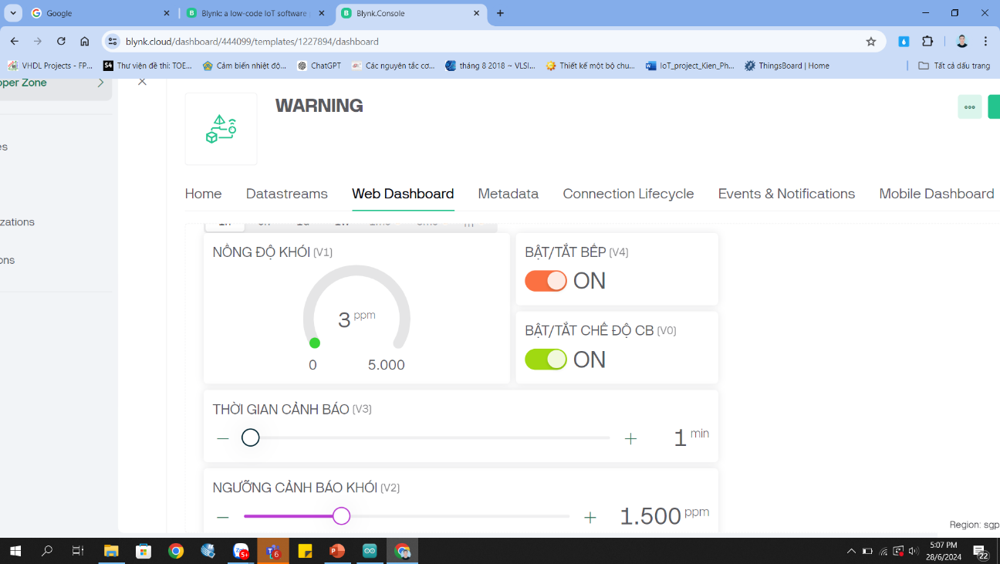 Google
Blynk: a low-code IoT software
Blynk.Console
blynk.cloud/dashboard/444099/templates/1227894/dashboard
VHDL Projects - FP...
Thư viện đề thi: TOE...
Cảm biến nhiệt độ...
ChatGPT
Các nguyên tắc cơ...
tháng 8 2018 ~ VLSI...
Thiết kế một bộ chu...
IoT_project_Kien_Ph...
ThingsBoard | Home
Tất cả dấu trang
oper Zone
WARNING
es
Home Datastreams Web Dashboard Metadata Connection Lifecycle Events & Notifications Mobile Dashboard
zations
ons
NỒNG ĐỘ KHÓI (V1)
3 ppm
0 5.000
BẬT/TẮT BẾP (V4)
ON
BẬT/TẮT CHẾ ĐỘ CB (V0)
ON
THỜI GIAN CẢNH BÁO (V3)
1 min
NGƯỠNG CẢNH BÁO KHÓI (V2)
1.500 ppm
Region: sgp
5+
6
5:07 PM
28/6/2024
22